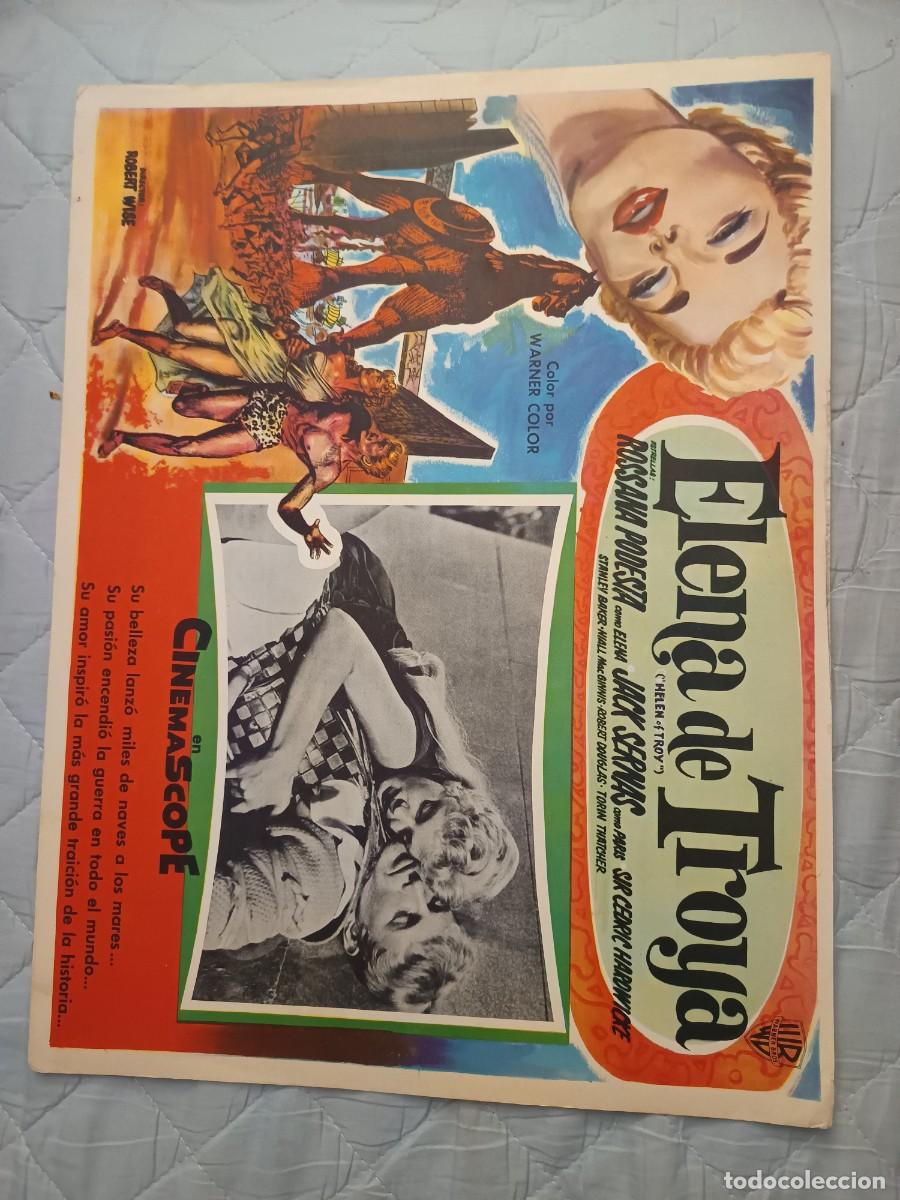 Elena de Troya
("HELEN OF TROY")
ESTRELLAS:
ROSSANA PODESTA como ELENA JACK SERNAS como PARIS SIR CEDRIC HARDWICKE
STANLEY BAKER · NIALL MACGINNIS · ROBERT DOUGLAS · TORIN THATCHER
WB
WARNER BROS
Color por
WARNER COLOR
DIRECTOR:
ROBERT WISE
en
CINEMASCOPE
Su belleza lanzó miles de naves a los mares...
Su pasión encendió la guerra en todo el mundo...
Su amor inspiró la más grande traición de la historia...
todocoleccion